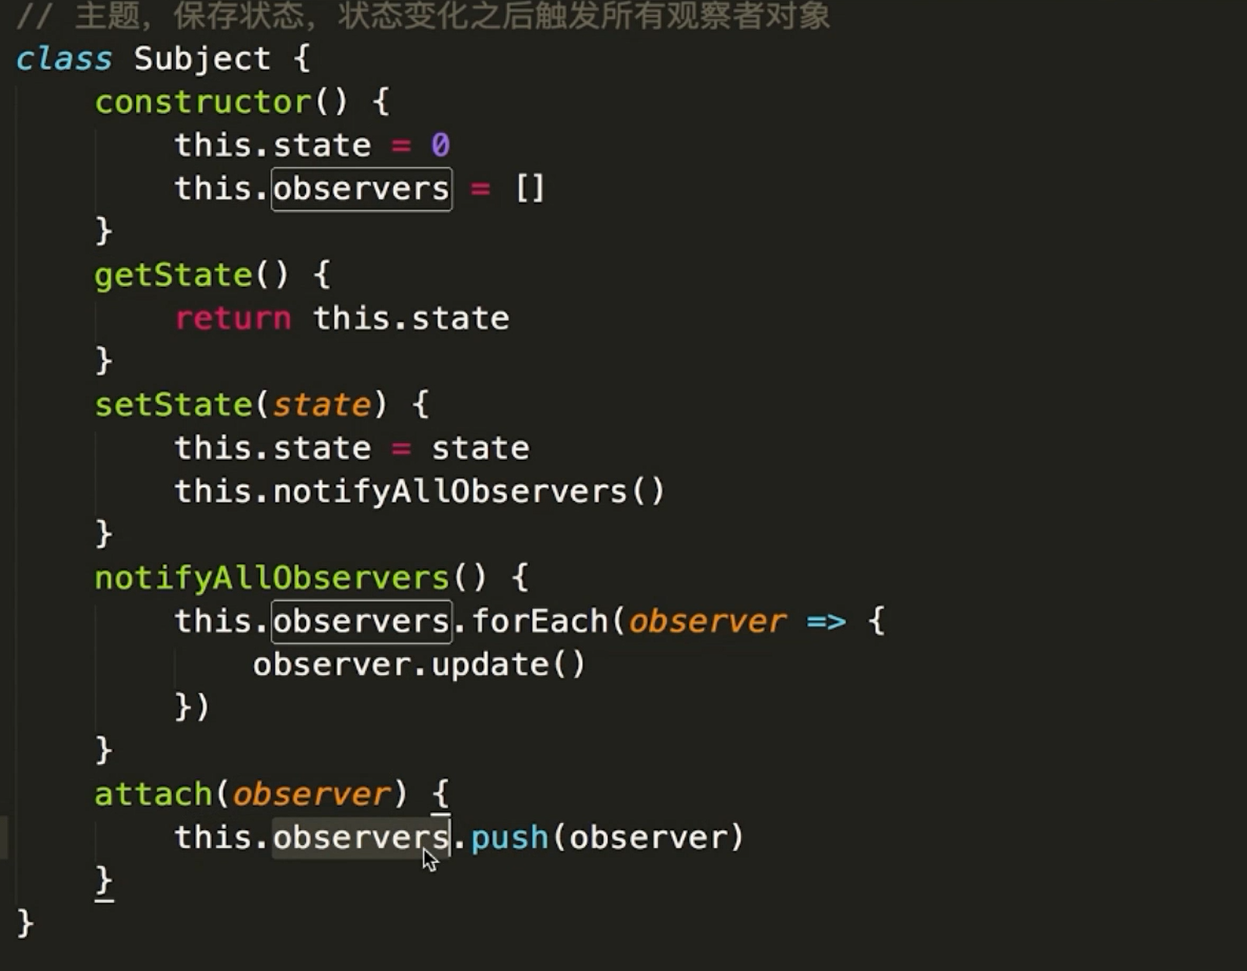 // 主题，保存状态，状态变化之后触发所有观察者对象
class Subject {
    constructor() {
        this.state = 0
        this.observers = []
    }
    getState() {
        return this.state
    }
    setState(state) {
        this.state = state
        this.notifyAllObservers()
    }
    notifyAllObservers() {
        this.observers.forEach(observer => {
            observer.update()
        })
    }
    attach(observer) {
        this.observers.push(observer)
    }
}